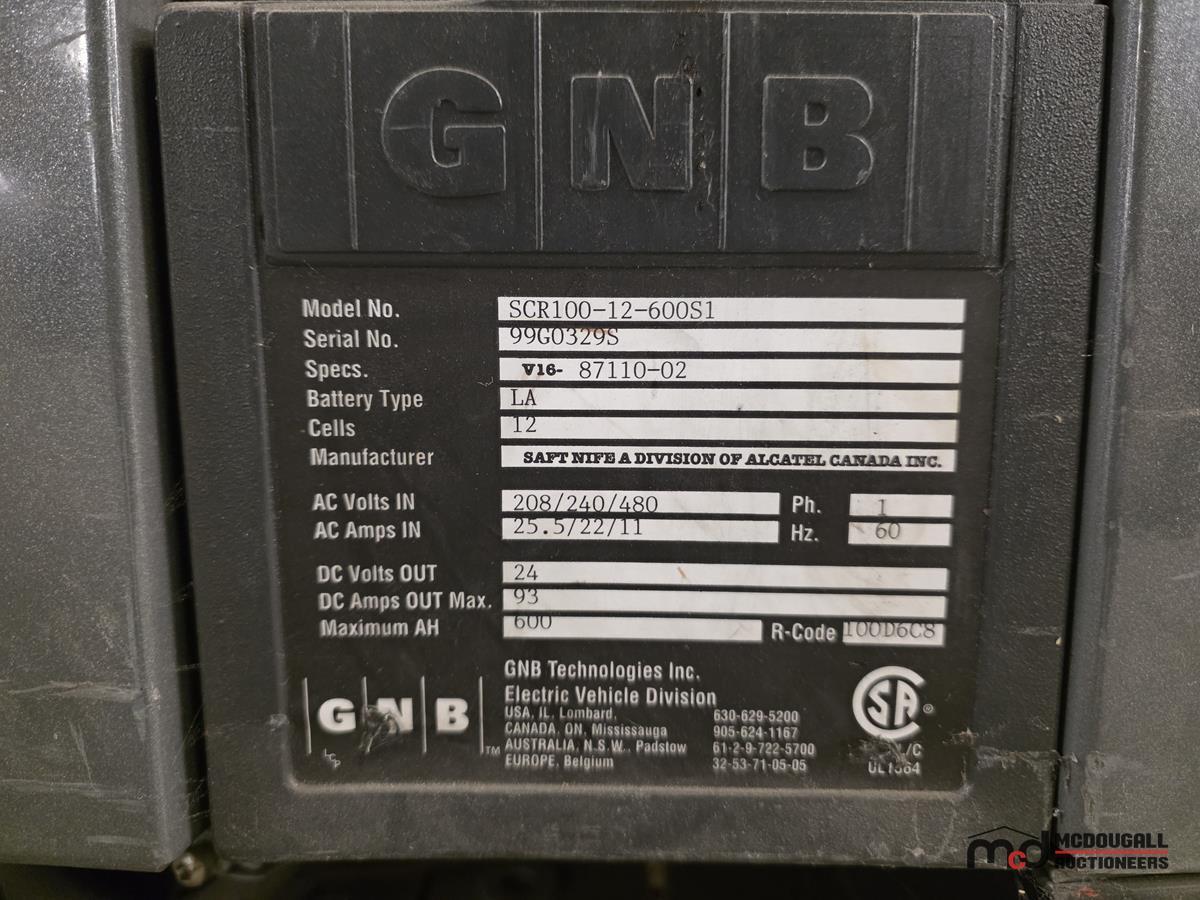 GNB
Model No. SCR100-12-600S1
Serial No. 99G0329S
Specs. V16- 87110-02
Battery Type LA
Cells 12
Manufacturer SAFT NIFE A DIVISION OF ALCATEL CANADA INC.
AC Volts IN 208/240/480 Ph. 1
AC Amps IN 25.5/22/11 Hz. 60
DC Volts OUT 24
DC Amps OUT Max. 93
Maximum AH 600 R-Code 100D6C8
GNB Technologies Inc.
Electric Vehicle Division
USA, IL, Lombard, 630-629-5200
CANADA, ON, Mississauga 905-624-1167
AUSTRALIA, N.S.W., Padstow 61-2-9-722-5700
EUROPE, Belgium 32-53-71-05-05
GNB TM
CSA ®
/C
UL1564
mcd MCDOUGALL
AUCTIONEERS